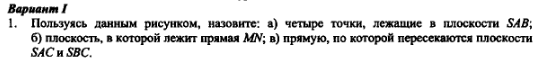 Вариант I
1. Пользуясь данным рисунком, назовите: а) четыре точки, лежащие в плоскости SAB;
б) плоскость, в которой лежит прямая MN; в) прямую, по которой пересекаются плоскости
SAC и SBC.